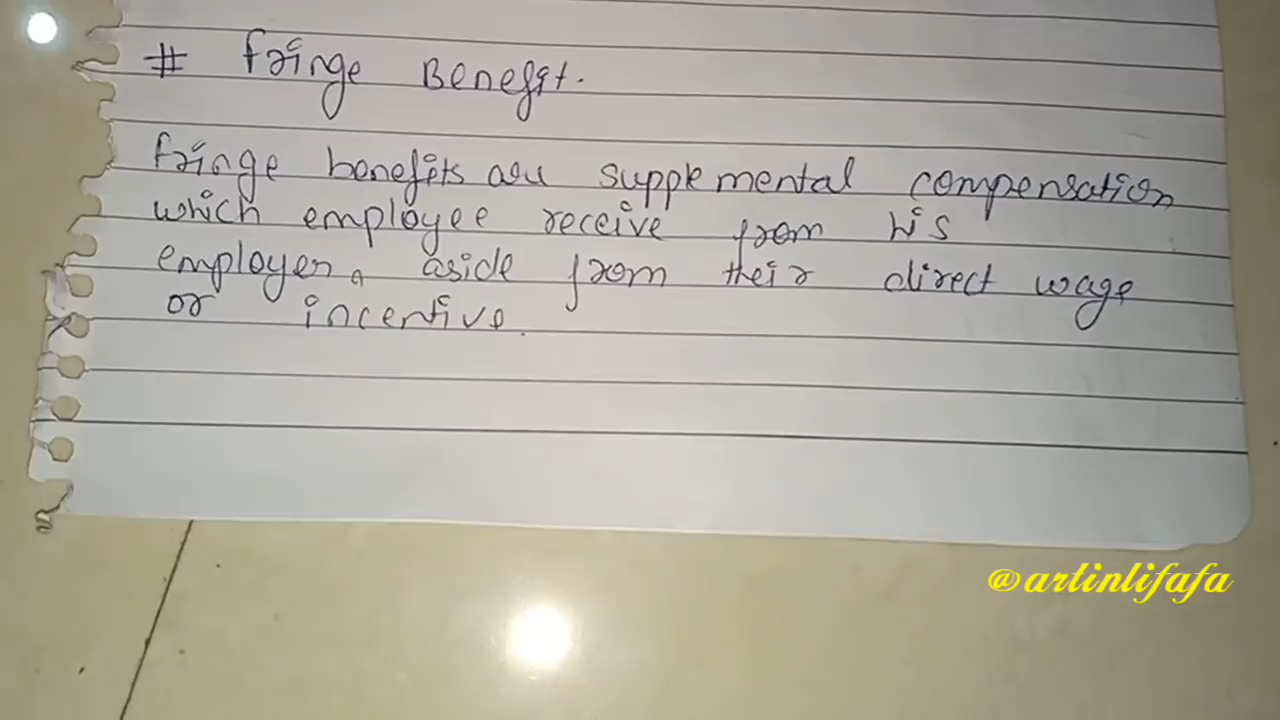 # Fringe Benefit.
Fringe benefits are supplemental compensation
which employee receive from his
employer, aside from their direct wage
or incentive.
@artinlifafa